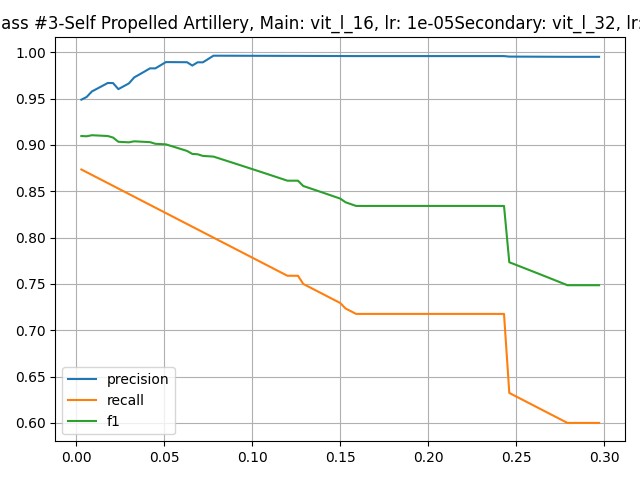 ass #3-Self Propelled Artillery, Main: vit_l_16, lr: 1e-05Secondary: vit_l_32, lr:
1.00
0.95
0.90
0.85
0.80
0.75
0.70
0.65
0.60
precision
recall
f1
0.00 0.05 0.10 0.15 0.20 0.25 0.30